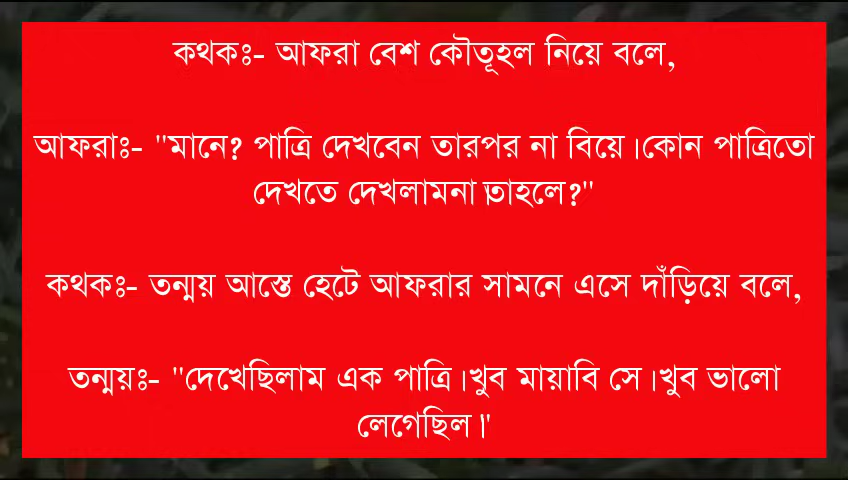 কথকঃ- আফরা বেশ কৌতূহল নিয়ে বলে,
আফরাঃ- "মানে? পাত্রি দেখবেন তারপর না বিয়ে।কোন পাত্রিতো
দেখতে দেখলামনা।তাহলে?"
কথকঃ- তন্ময় আস্তে হেটে আফরার সামনে এসে দাঁড়িয়ে বলে,
তন্ময়ঃ- "দেখেছিলাম এক পাত্রি।খুব মায়াবি সে।খুব ভালো
লেগেছিল।"